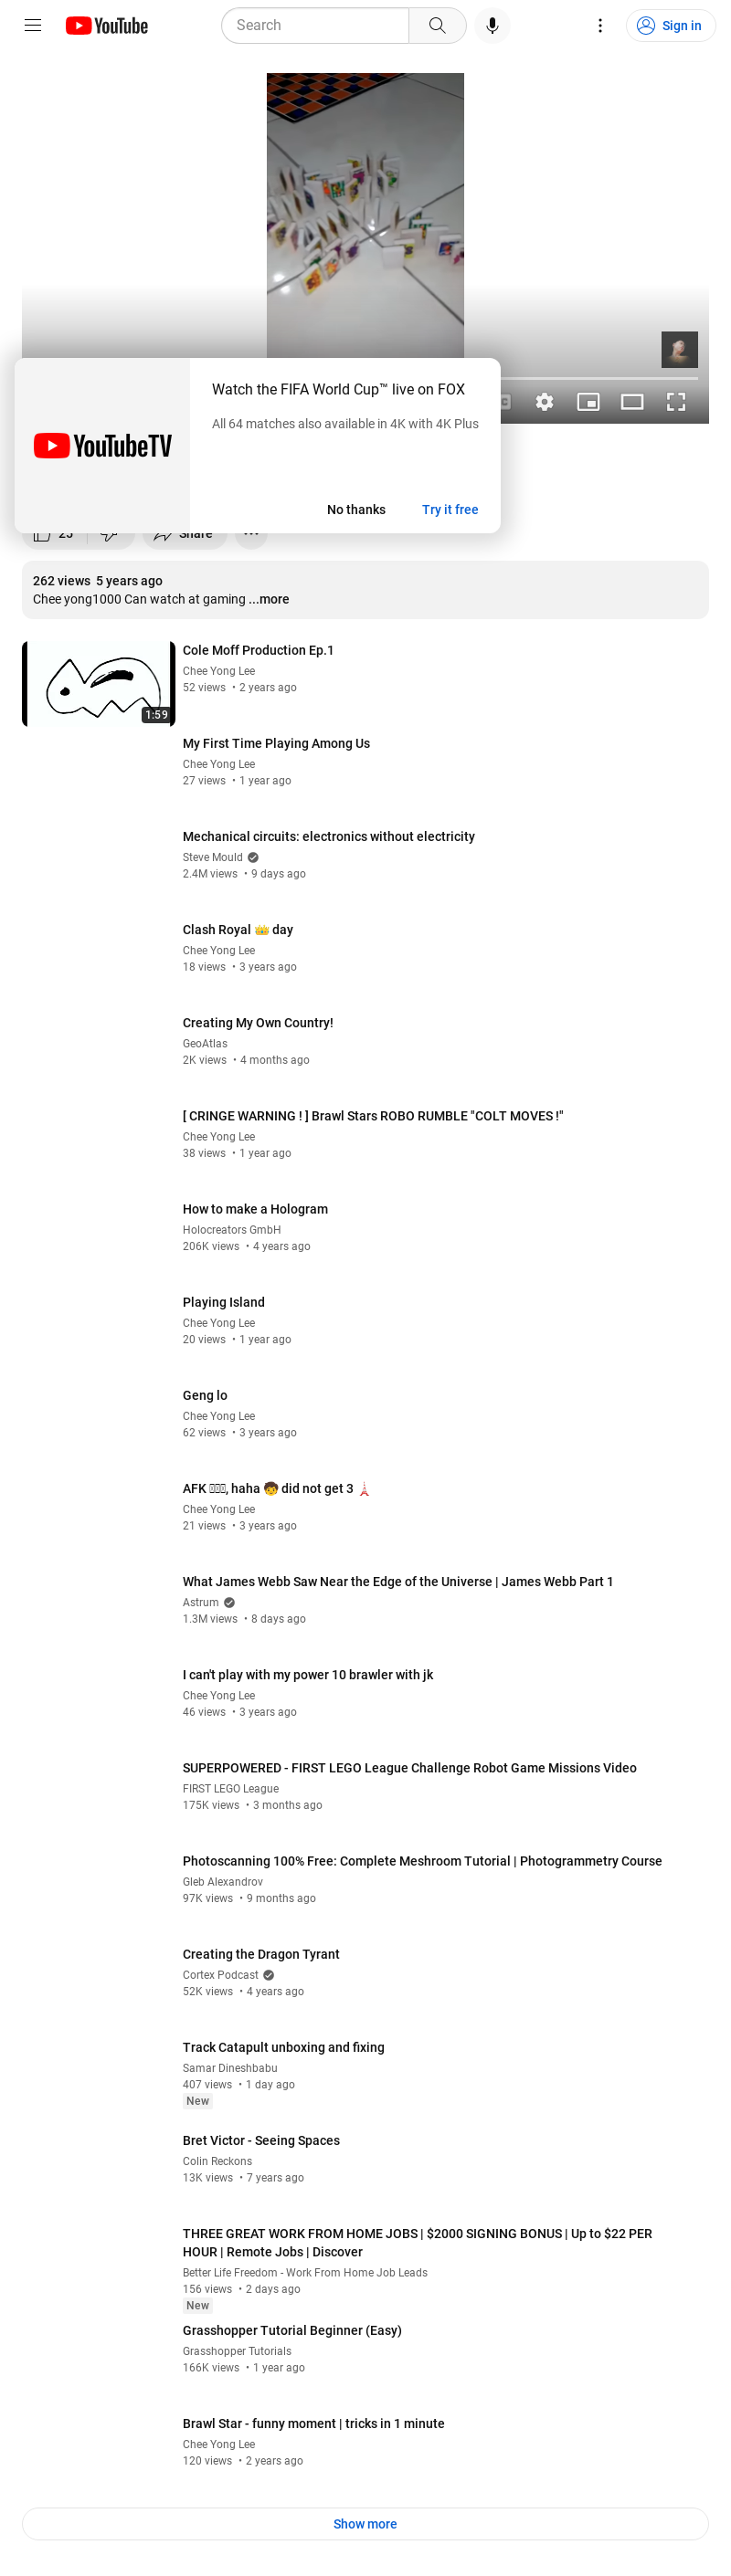 YouTube
Search
Sign in
Watch the FIFA World Cup™ live on FOX
All 64 matches also available in 4K with 4K Plus
YouTubeTV
No thanks
Try it free
25
Share
262 views 5 years ago
Chee yong1000 Can watch at gaming ...more
Cole Moff Production Ep.1
Chee Yong Lee
52 views • 2 years ago
1:59
My First Time Playing Among Us
Chee Yong Lee
27 views • 1 year ago
Mechanical circuits: electronics without electricity
Steve Mould
2.4M views • 9 days ago
Clash Royal 👑 day
Chee Yong Lee
18 views • 3 years ago
Creating My Own Country!
GeoAtlas
2K views • 4 months ago
[ CRINGE WARNING ! ] Brawl Stars ROBO RUMBLE "COLT MOVES !"
Chee Yong Lee
38 views • 1 year ago
How to make a Hologram
Holocreators GmbH
206K views • 4 years ago
Playing Island
Chee Yong Lee
20 views • 1 year ago
Geng lo
Chee Yong Lee
62 views • 3 years ago
AFK , haha 🧒 did not get 3 🗼
Chee Yong Lee
21 views • 3 years ago
What James Webb Saw Near the Edge of the Universe | James Webb Part 1
Astrum
1.3M views • 8 days ago
I can't play with my power 10 brawler with jk
Chee Yong Lee
46 views • 3 years ago
SUPERPOWERED - FIRST LEGO League Challenge Robot Game Missions Video
FIRST LEGO League
175K views • 3 months ago
Photoscanning 100% Free: Complete Meshroom Tutorial | Photogrammetry Course
Gleb Alexandrov
97K views • 9 months ago
Creating the Dragon Tyrant
Cortex Podcast
52K views • 4 years ago
Track Catapult unboxing and fixing
Samar Dineshbabu
407 views • 1 day ago
New
Bret Victor - Seeing Spaces
Colin Reckons
13K views • 7 years ago
THREE GREAT WORK FROM HOME JOBS | $2000 SIGNING BONUS | Up to $22 PER
HOUR | Remote Jobs | Discover
Better Life Freedom - Work From Home Job Leads
156 views • 2 days ago
New
Grasshopper Tutorial Beginner (Easy)
Grasshopper Tutorials
166K views • 1 year ago
Brawl Star - funny moment | tricks in 1 minute
Chee Yong Lee
120 views • 2 years ago
Show more